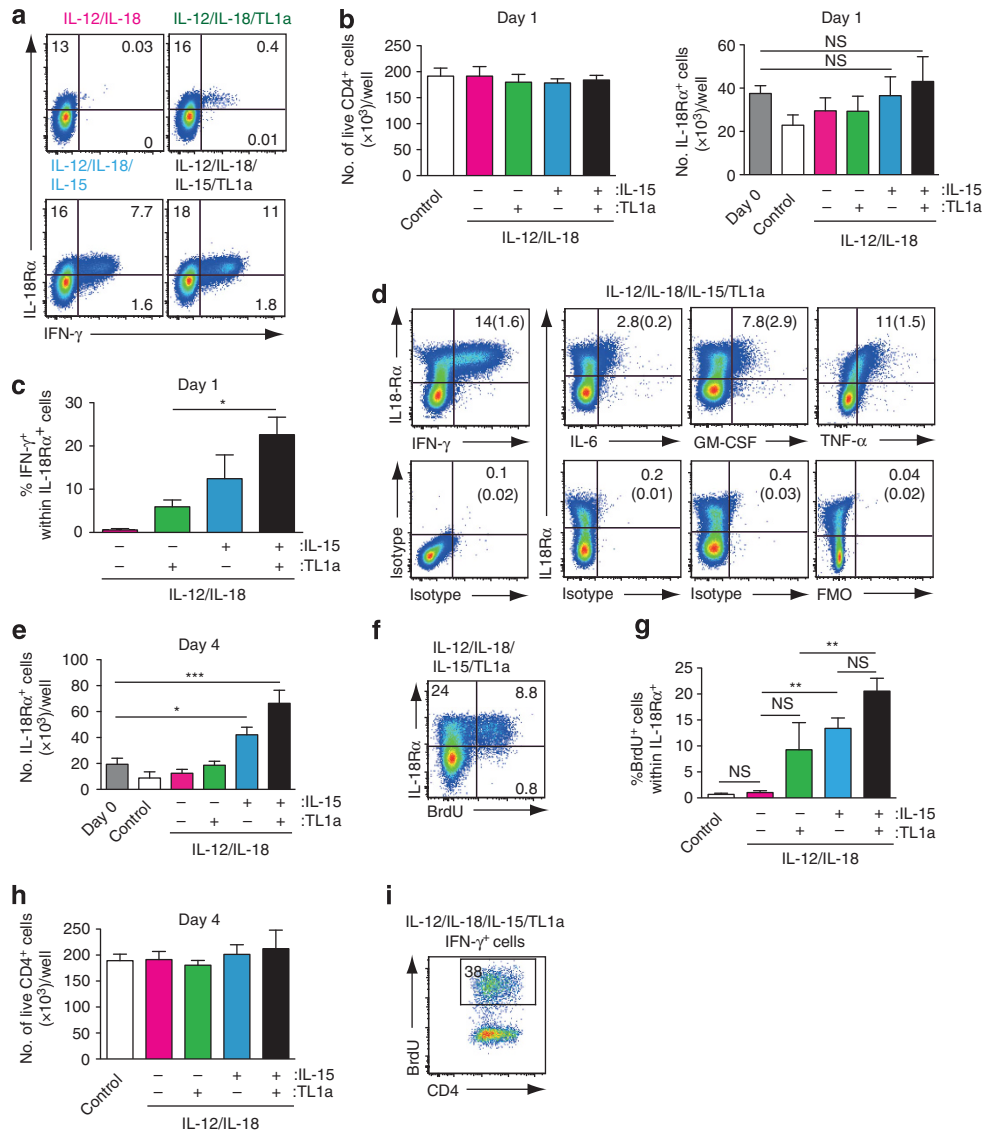 a
IL-12/IL-18
IL-12/IL-18/TL1a
13
0.03
0
16
0.4
0.01
IL-12/IL-18/
IL-15
IL-12/IL-18/
IL-15/TL1a
16
7.7
1.6
18
11
1.8
IL-18Rα
IFN-γ
b
Day 1
No. of live CD4⁺ cells
(×10³)/well
250
200
150
100
50
0
Control
– – + + :IL-15
– + – + :TL1a
IL-12/IL-18
Day 1
No. IL-18Rα⁺ cells
(×10³)/well
60
40
20
0
NS
NS
Day 0
Control
– – + + :IL-15
– + – + :TL1a
IL-12/IL-18
c
Day 1
% IFN-γ⁺
within IL-18Rα⁺ cells
30
20
10
0
*
– – + + :IL-15
– + – + :TL1a
IL-12/IL-18
d
IL-12/IL-18/IL-15/TL1a
14(1.6)
2.8(0.2)
7.8(2.9)
11(1.5)
IL18-Rα
IFN-γ
IL-6
GM-CSF
TNF-α
0.1
(0.02)
0.2
(0.01)
0.4
(0.03)
0.04
(0.02)
Isotype
IL18Rα
Isotype
Isotype
Isotype
FMO
e
Day 4
No. IL-18Rα⁺ cells
(×10³)/well
100
80
60
40
20
0
***
*
Day 0
Control
– – + + :IL-15
– + – + :TL1a
IL-12/IL-18
f
IL-12/IL-18/
IL-15/TL1a
24
8.8
0.8
IL-18Rα
BrdU
g
%BrdU⁺ cells
within IL-18Rα⁺
25
20
15
10
5
0
**
NS
**
NS
NS
Control
– – + + :IL-15
– + – + :TL1a
IL-12/IL-18
h
Day 4
No. of live CD4⁺ cells
(×10³)/well
250
200
150
100
50
0
Control
– – + + :IL-15
– + – + :TL1a
IL-12/IL-18
i
IL-12/IL-18/IL-15/TL1a
IFN-γ⁺ cells
38
BrdU
CD4